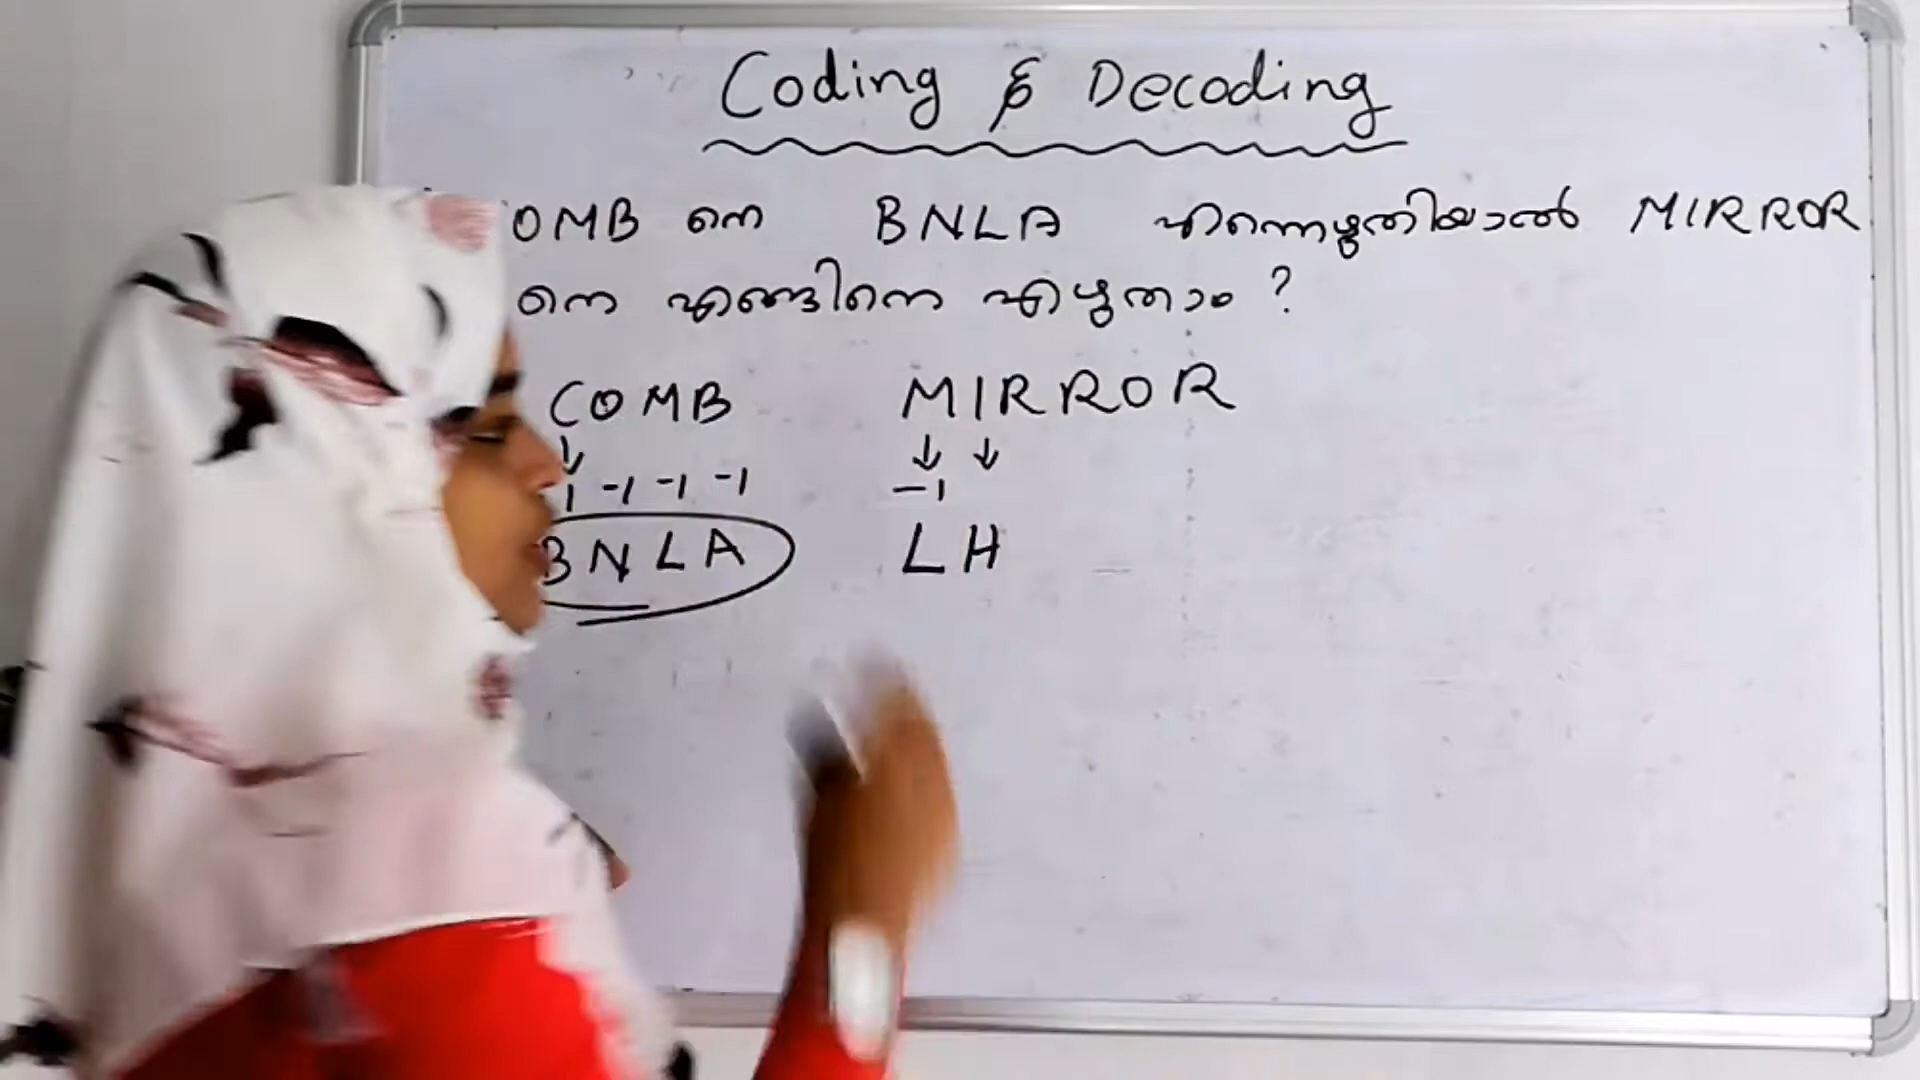 Coding & Decoding
OMB നെ BNLA എന്നെഴുതിയാൽ MIRROR
നെ എങ്ങിനെ എഴുതാം ?
COMB MIRROR
↓ ↓ ↓
1 -1 -1 -1 -1
BNLA LH